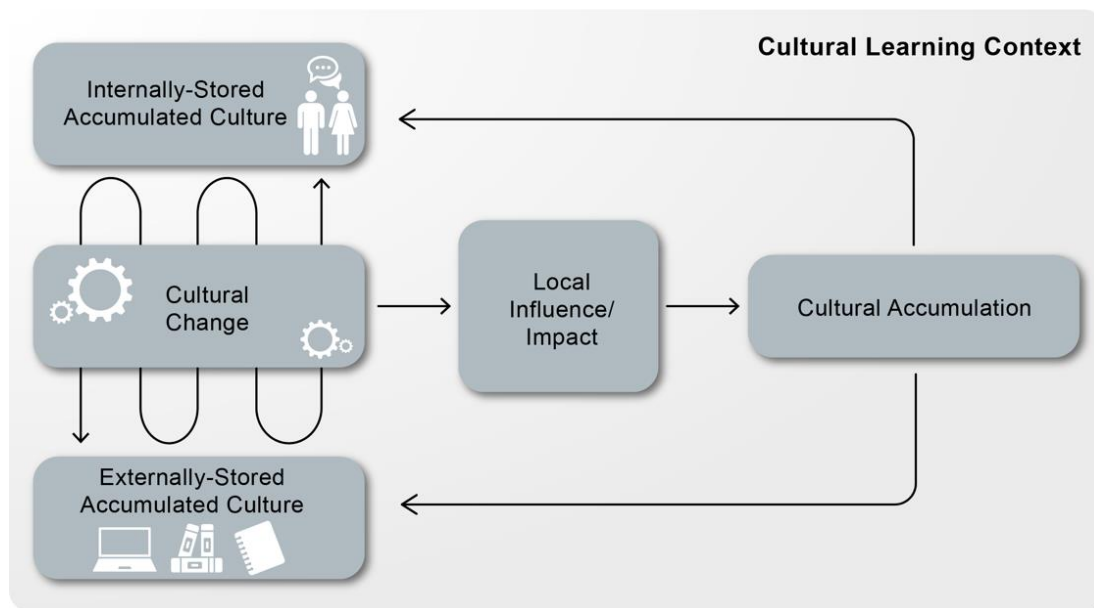 Cultural Learning Context
Internally-Stored
Accumulated Culture
Cultural
Change
Local
Influence/
Impact
Cultural Accumulation
Externally-Stored
Accumulated Culture